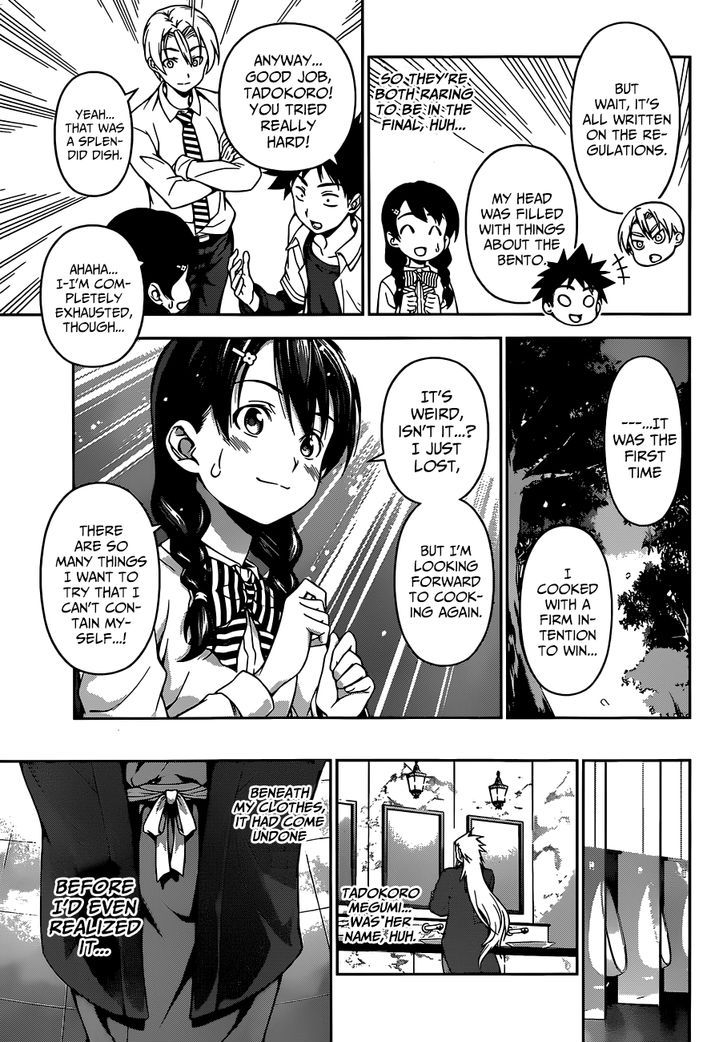 BUT
WAIT, IT'S
ALL WRITTEN
ON THE RE-
GULATIONS.
MY HEAD
WAS FILLED
WITH THINGS
ABOUT THE
BENTO.
SO THEY'RE
BOTH RARING
TO BE IN THE
FINAL, HUH...
ANYWAY...
GOOD JOB,
TADOKORO!
YOU TRIED
REALLY
HARD!
YEAH...
THAT WAS
A SPLEN-
DID DISH.
AHAHA...
I-I'M COM-
PLETELY
EXHAUSTED,
THOUGH...
---...IT
WAS THE
FIRST
TIME
I
COOKED
WITH A
FIRM IN-
TENTION
TO WIN...
IT'S
WEIRD,
ISN'T IT...?
I JUST
LOST,
BUT I'M
LOOKING
FORWARD
TO COOK-
ING AGAIN.
THERE
ARE SO
MANY THINGS
I WANT TO
TRY THAT I
CAN'T CON-
TAIN MY-
SELF...!
TADOKORO
MEGUMI...
WAS HER
NAME, HUH.
BENEATH
MY CLOTHES,
IT HAD COME
UNDONE
BEFORE
I'D EVEN
REALIZED
IT...